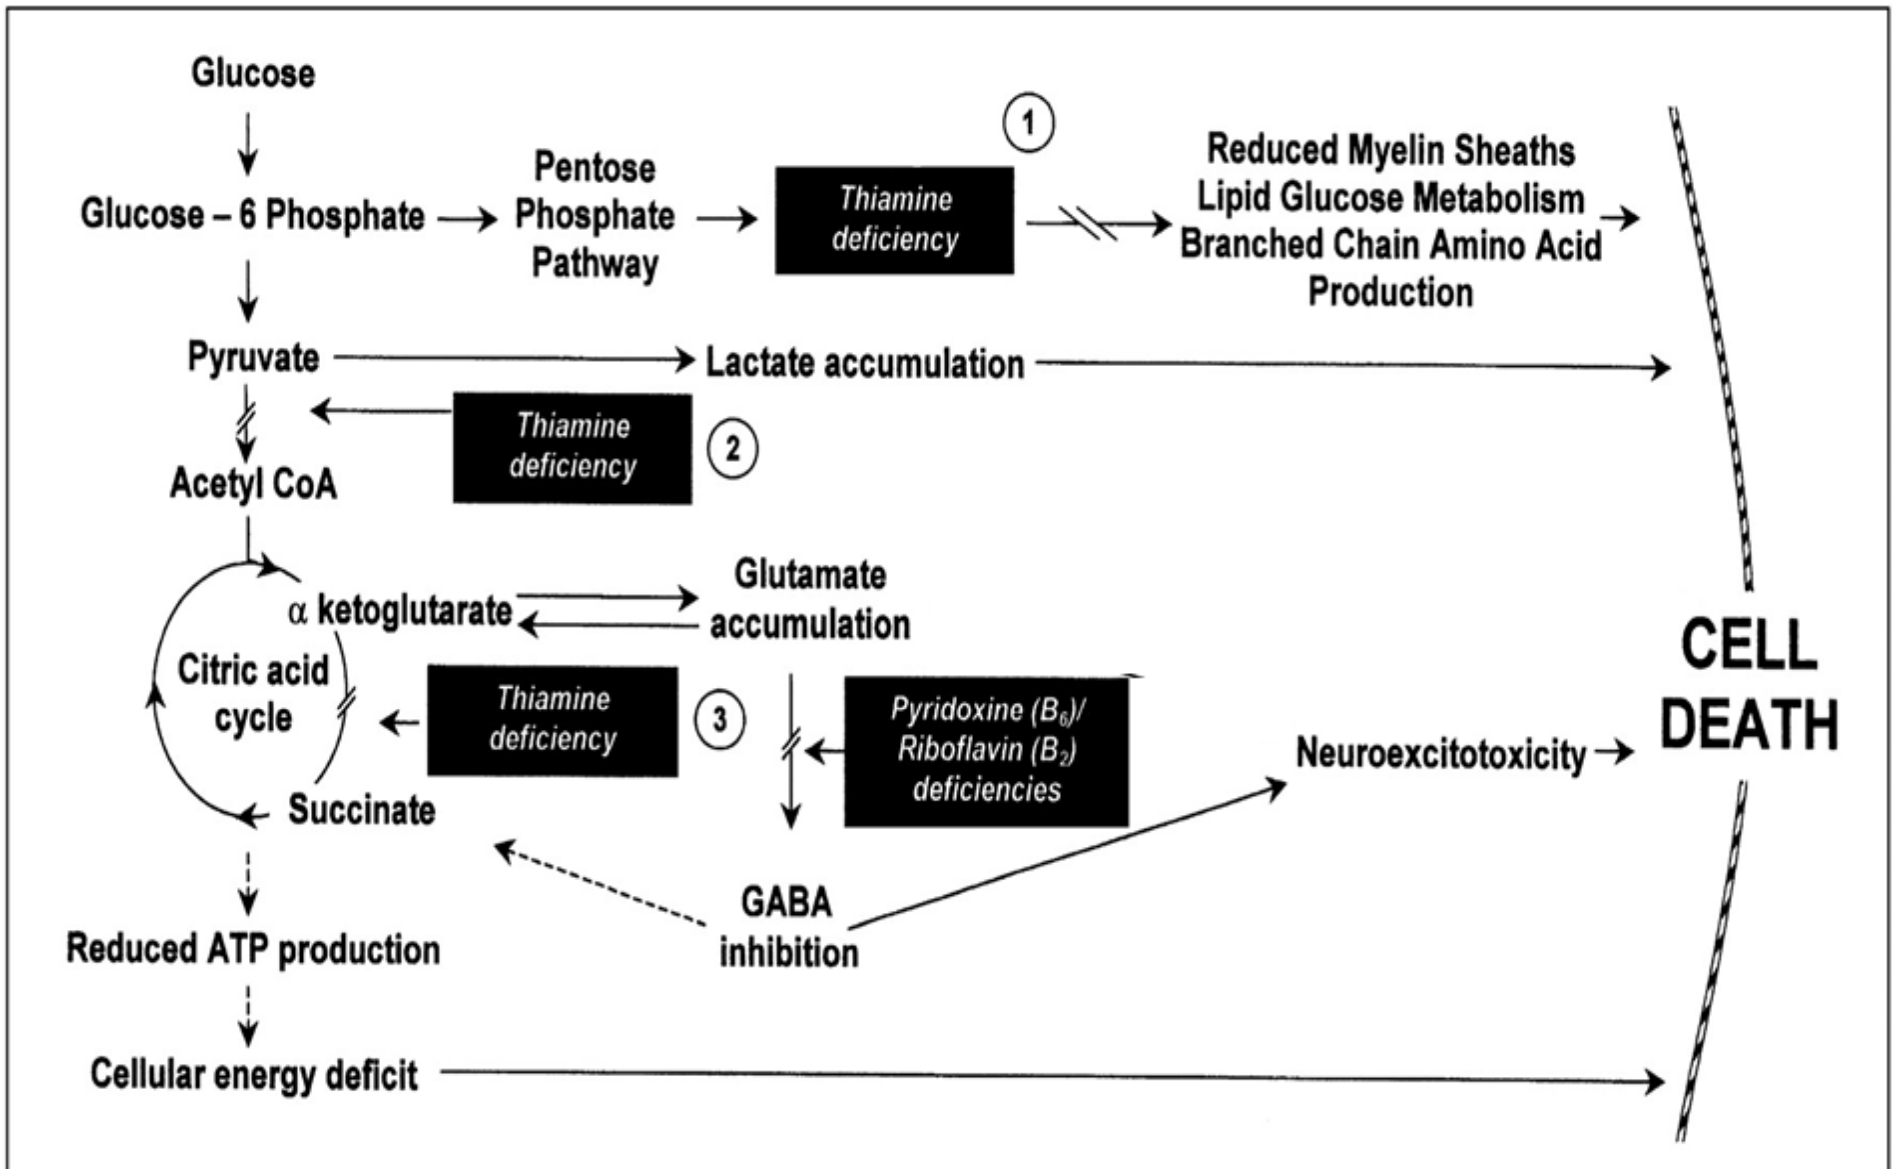 Glucose
1
Glucose – 6 Phosphate
Pentose
Phosphate
Pathway
Thiamine
deficiency
Reduced Myelin Sheaths
Lipid Glucose Metabolism
Branched Chain Amino Acid
Production
Pyruvate
Lactate accumulation
Thiamine
deficiency
2
Acetyl CoA
α ketoglutarate
Glutamate
accumulation
Citric acid
cycle
Thiamine
deficiency
3
Pyridoxine (B₆)/
Riboflavin (B₂)
deficiencies
Neuroexcitotoxicity
CELL
DEATH
Succinate
GABA
inhibition
Reduced ATP production
Cellular energy deficit